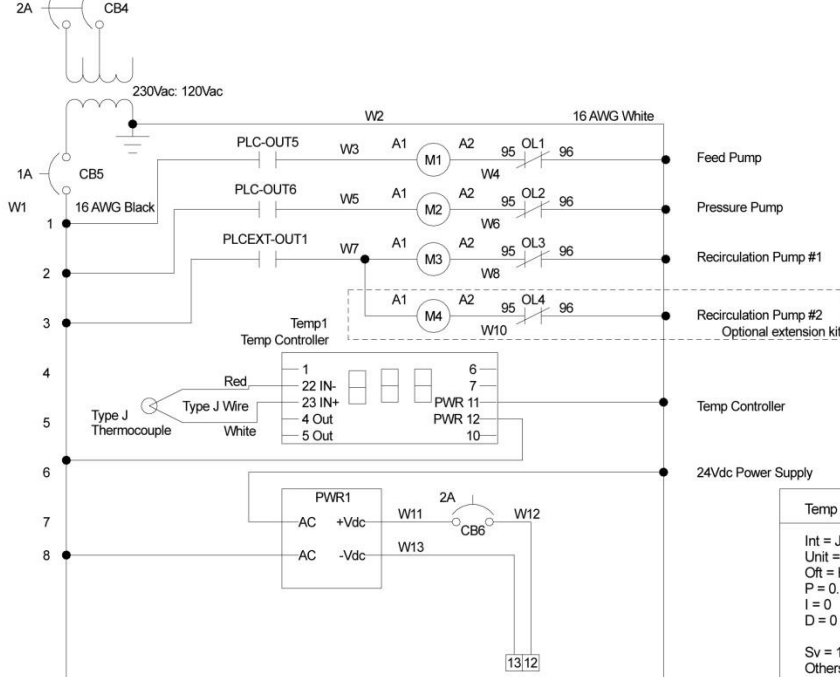 2A CB4
230Vac: 120Vac
W2 16 AWG White
1A CB5
PLC-OUT5 W3 A1 M1 A2 W4 95 OL1 96 Feed Pump
W1 16 AWG Black
1
PLC-OUT6 W5 A1 M2 A2 W6 95 OL2 96 Pressure Pump
2
PLCEXT-OUT1 W7 A1 M3 A2 W8 95 OL3 96 Recirculation Pump #1
3
A1 M4 A2 W10 95 OL4 96 Recirculation Pump #2
Optional extension kit
Temp1
Temp Controller
4
1 6
Red 22 IN- 7
Type J Wire 23 IN+ PWR 11 Temp Controller
Type J
Thermocouple
White 4 Out PWR 12
5 5 Out 10
6 24Vdc Power Supply
PWR1 2A
7 AC +Vdc W11 CB6 W12
8 AC -Vdc W13
13 12
Temp
Int =
Unit =
Oft =
P = 0.
I = 0
D = 0
Sv = 1
Others